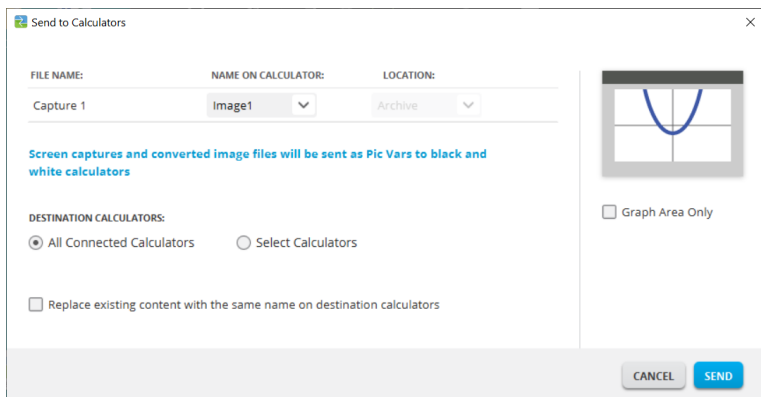 Send to Calculators
FILE NAME: NAME ON CALCULATOR: LOCATION:
Capture 1 Image1 Archive
Screen captures and converted image files will be sent as Pic Vars to black and
white calculators
Graph Area Only
DESTINATION CALCULATORS:
All Connected Calculators Select Calculators
Replace existing content with the same name on destination calculators
CANCEL SEND